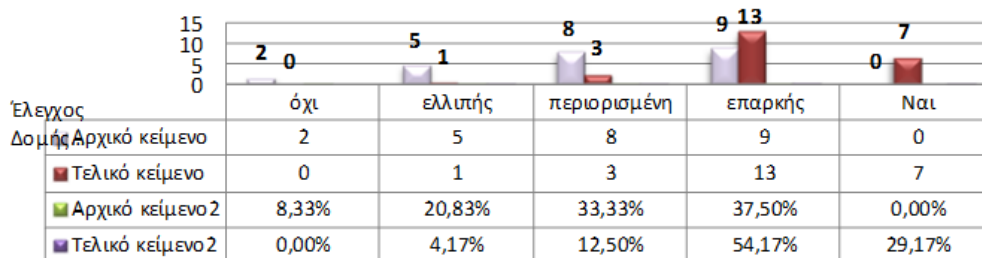 15
10
5
0
2 0 5 1 8 3 9 13 0 7
Έλεγχος Δομής.
όχι ελλιπής περιορισμένη επαρκής Ναι
Αρχικό κείμενο 2 5 8 9 0
Τελικό κείμενο 0 1 3 13 7
Αρχικό κείμενο2 8,33% 20,83% 33,33% 37,50% 0,00%
Τελικό κείμενο2 0,00% 4,17% 12,50% 54,17% 29,17%